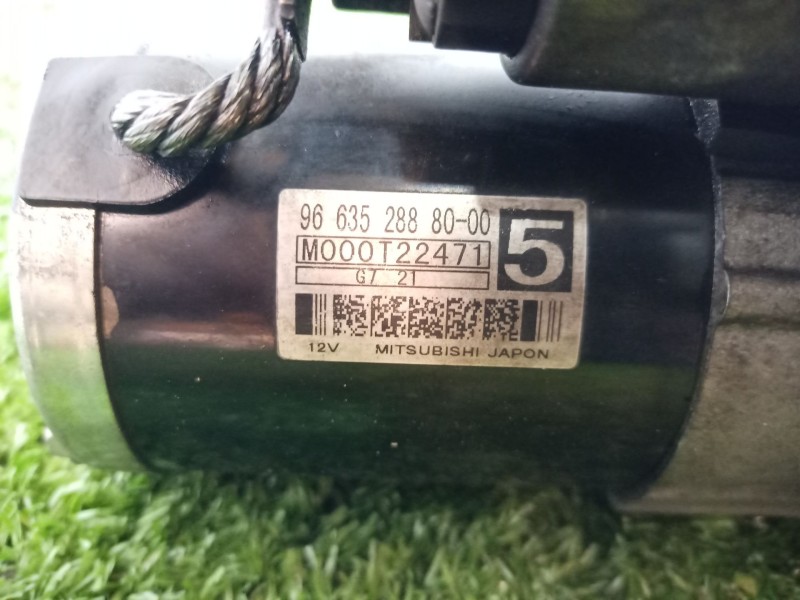 96 635 288 80-00
5
M000T22471
G7 21
12V MITSUBISHI JAPON